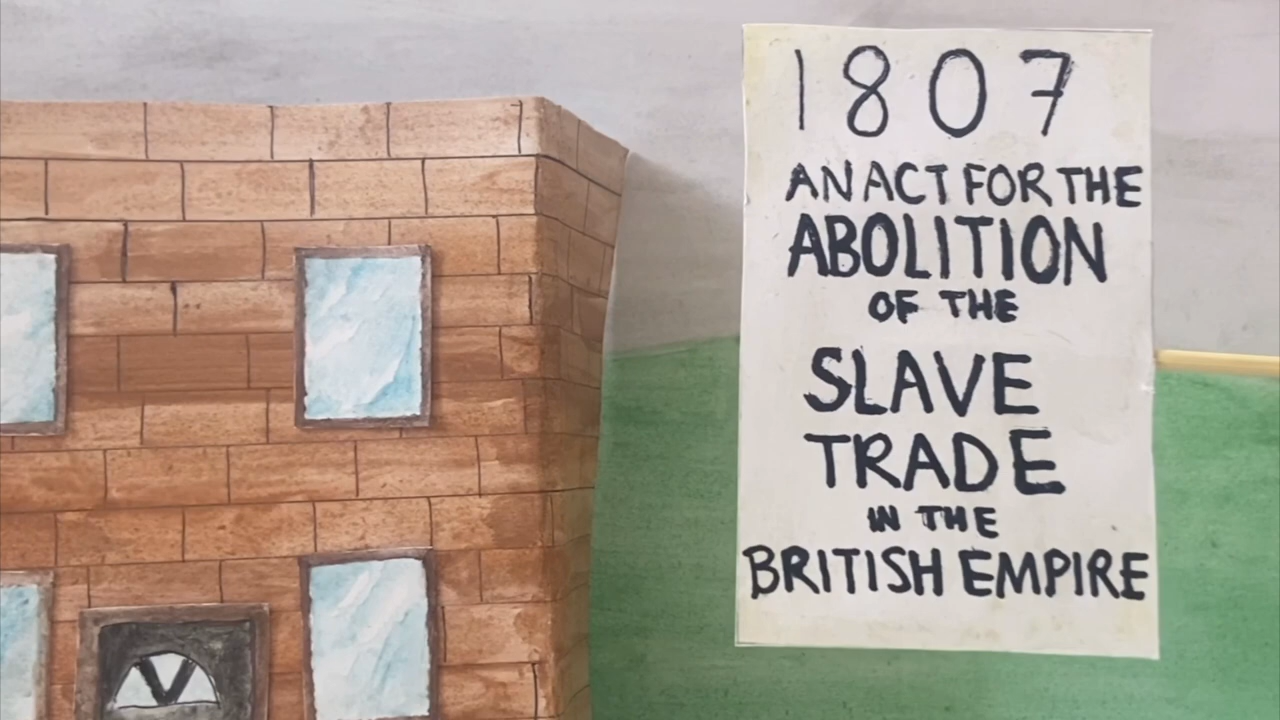 1807
AN ACT FOR THE
ABOLITION
OF THE
SLAVE
TRADE
IN THE
BRITISH EMPIRE